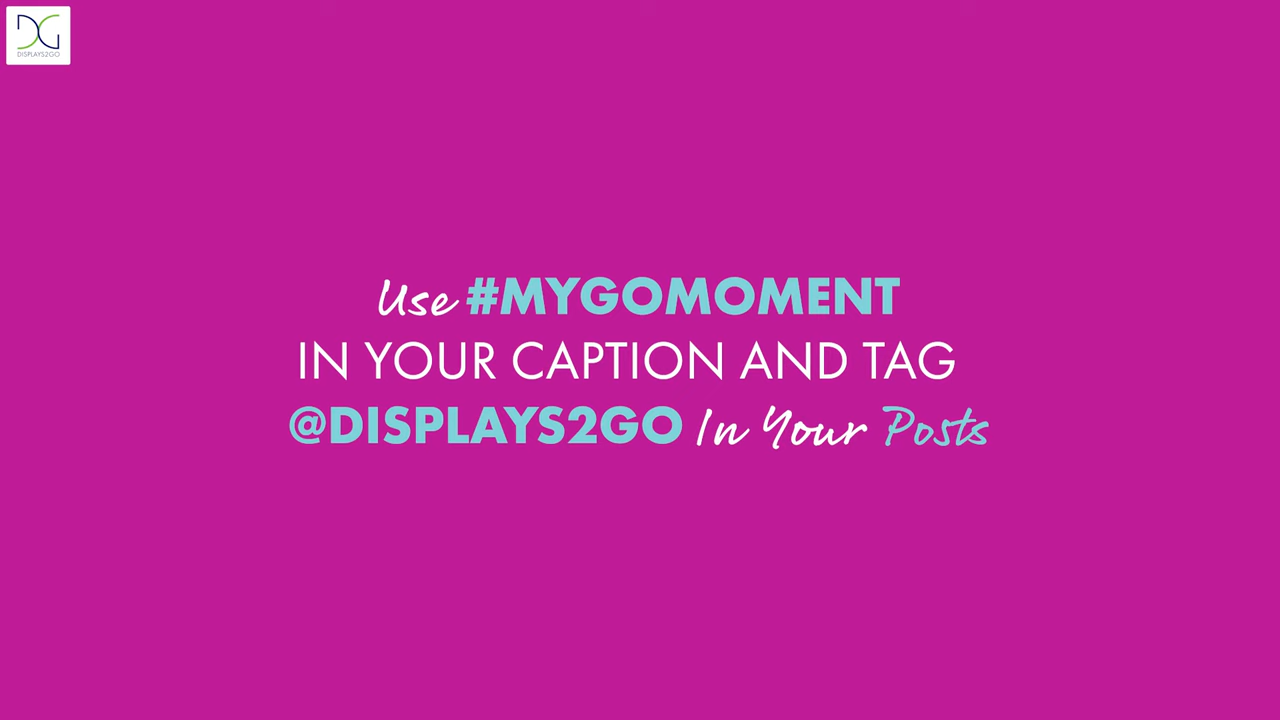 DISPLAYS2GO
Use #MYGOMOMENT
IN YOUR CAPTION AND TAG
@DISPLAYS2GO In Your Posts